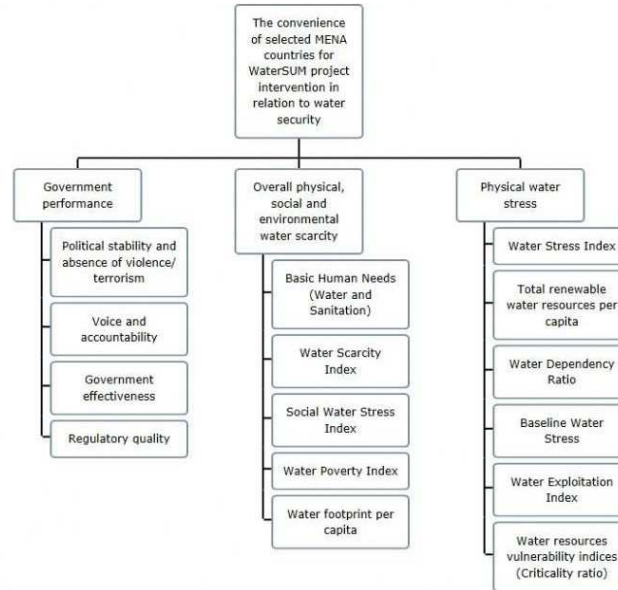 The convenience
of selected MENA
countries for
WaterSUM project
intervention in
relation to water
security
Government
performance
Political stability and
absence of violence/
terrorism
Voice and
accountability
Government
effectiveness
Regulatory quality
Overall physical,
social and
environmental
water scarcity
Basic Human Needs
(Water and
Sanitation)
Water Scarcity
Index
Social Water Stress
Index
Water Poverty Index
Water footprint per
capita
Physical water
stress
Water Stress Index
Total renewable
water resources per
capita
Water Dependency
Ratio
Baseline Water
Stress
Water Exploitation
Index
Water resources
vulnerability indices
(Criticality ratio)